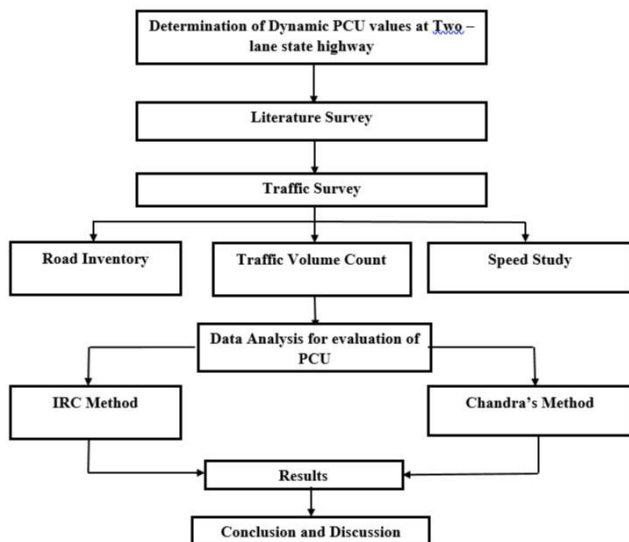 Determination of Dynamic PCU values at Two –
lane state highway
Literature Survey
Traffic Survey
Road Inventory
Traffic Volume Count
Speed Study
Data Analysis for evaluation of
PCU
IRC Method
Chandra's Method
Results
Conclusion and Discussion